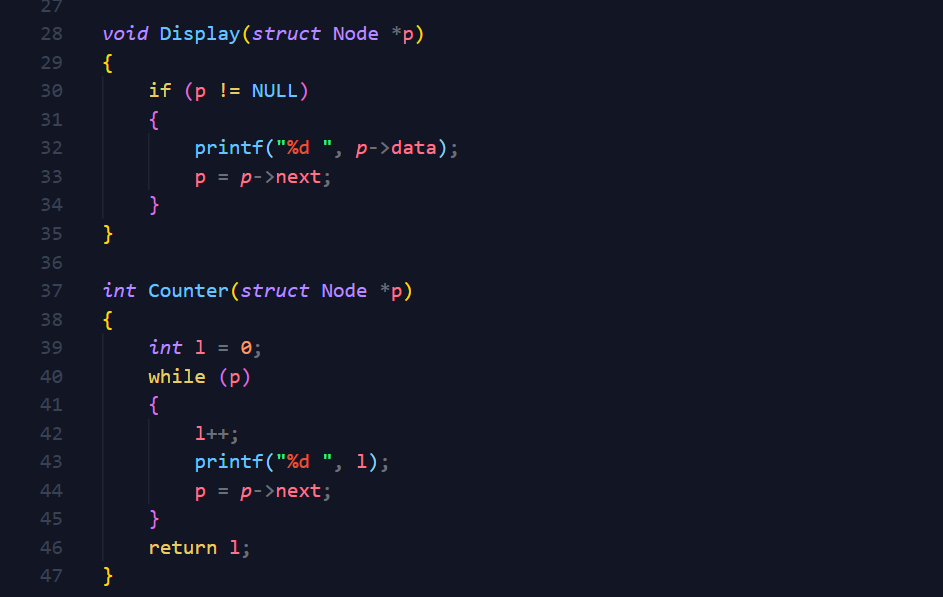 27
28 void Display(struct Node *p)
29 {
30     if (p != NULL)
31     {
32         printf("%d ", p->data);
33         p = p->next;
34     }
35 }
36
37 int Counter(struct Node *p)
38 {
39     int l = 0;
40     while (p)
41     {
42         l++;
43         printf("%d ", l);
44         p = p->next;
45     }
46     return l;
47 }